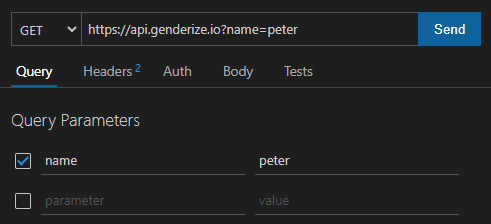 GET https://api.genderize.io?name=peter Send
Query Headers 2 Auth Body Tests
Query Parameters
name peter
parameter value